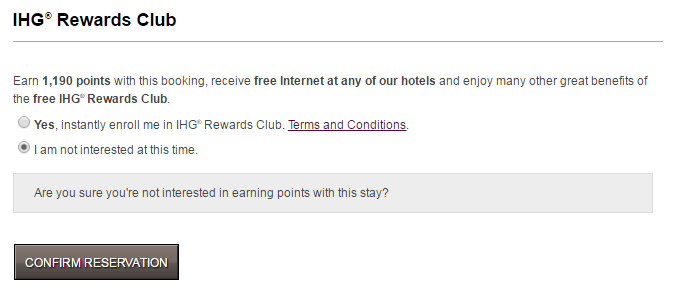 IHG® Rewards Club
Earn 1,190 points with this booking, receive free Internet at any of our hotels and enjoy many other great benefits of
the free IHG® Rewards Club.
Yes, instantly enroll me in IHG® Rewards Club. Terms and Conditions.
I am not interested at this time.
Are you sure you're not interested in earning points with this stay?
CONFIRM RESERVATION